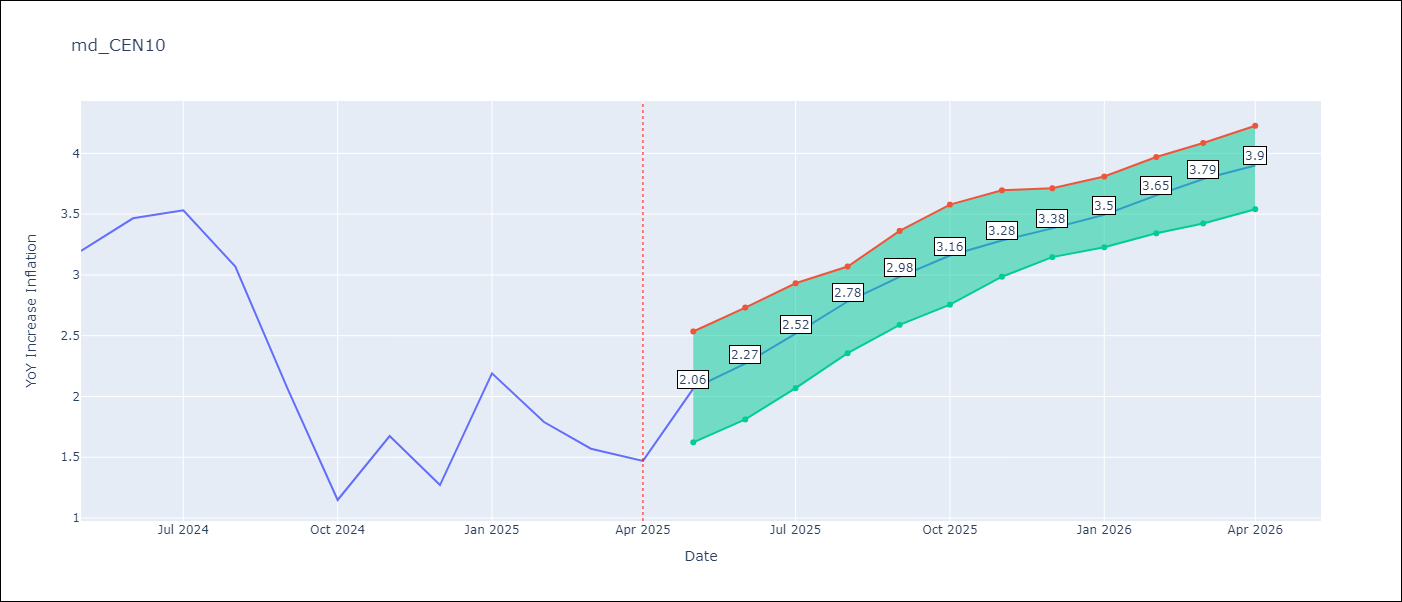 md_CEN10
YoY Increase Inflation
4
3.5
3
2.5
2
1.5
1
2.06
2.27
2.52
2.78
2.98
3.16
3.28
3.38
3.5
3.65
3.79
3.9
Jul 2024
Oct 2024
Jan 2025
Apr 2025
Jul 2025
Oct 2025
Jan 2026
Apr 2026
Date